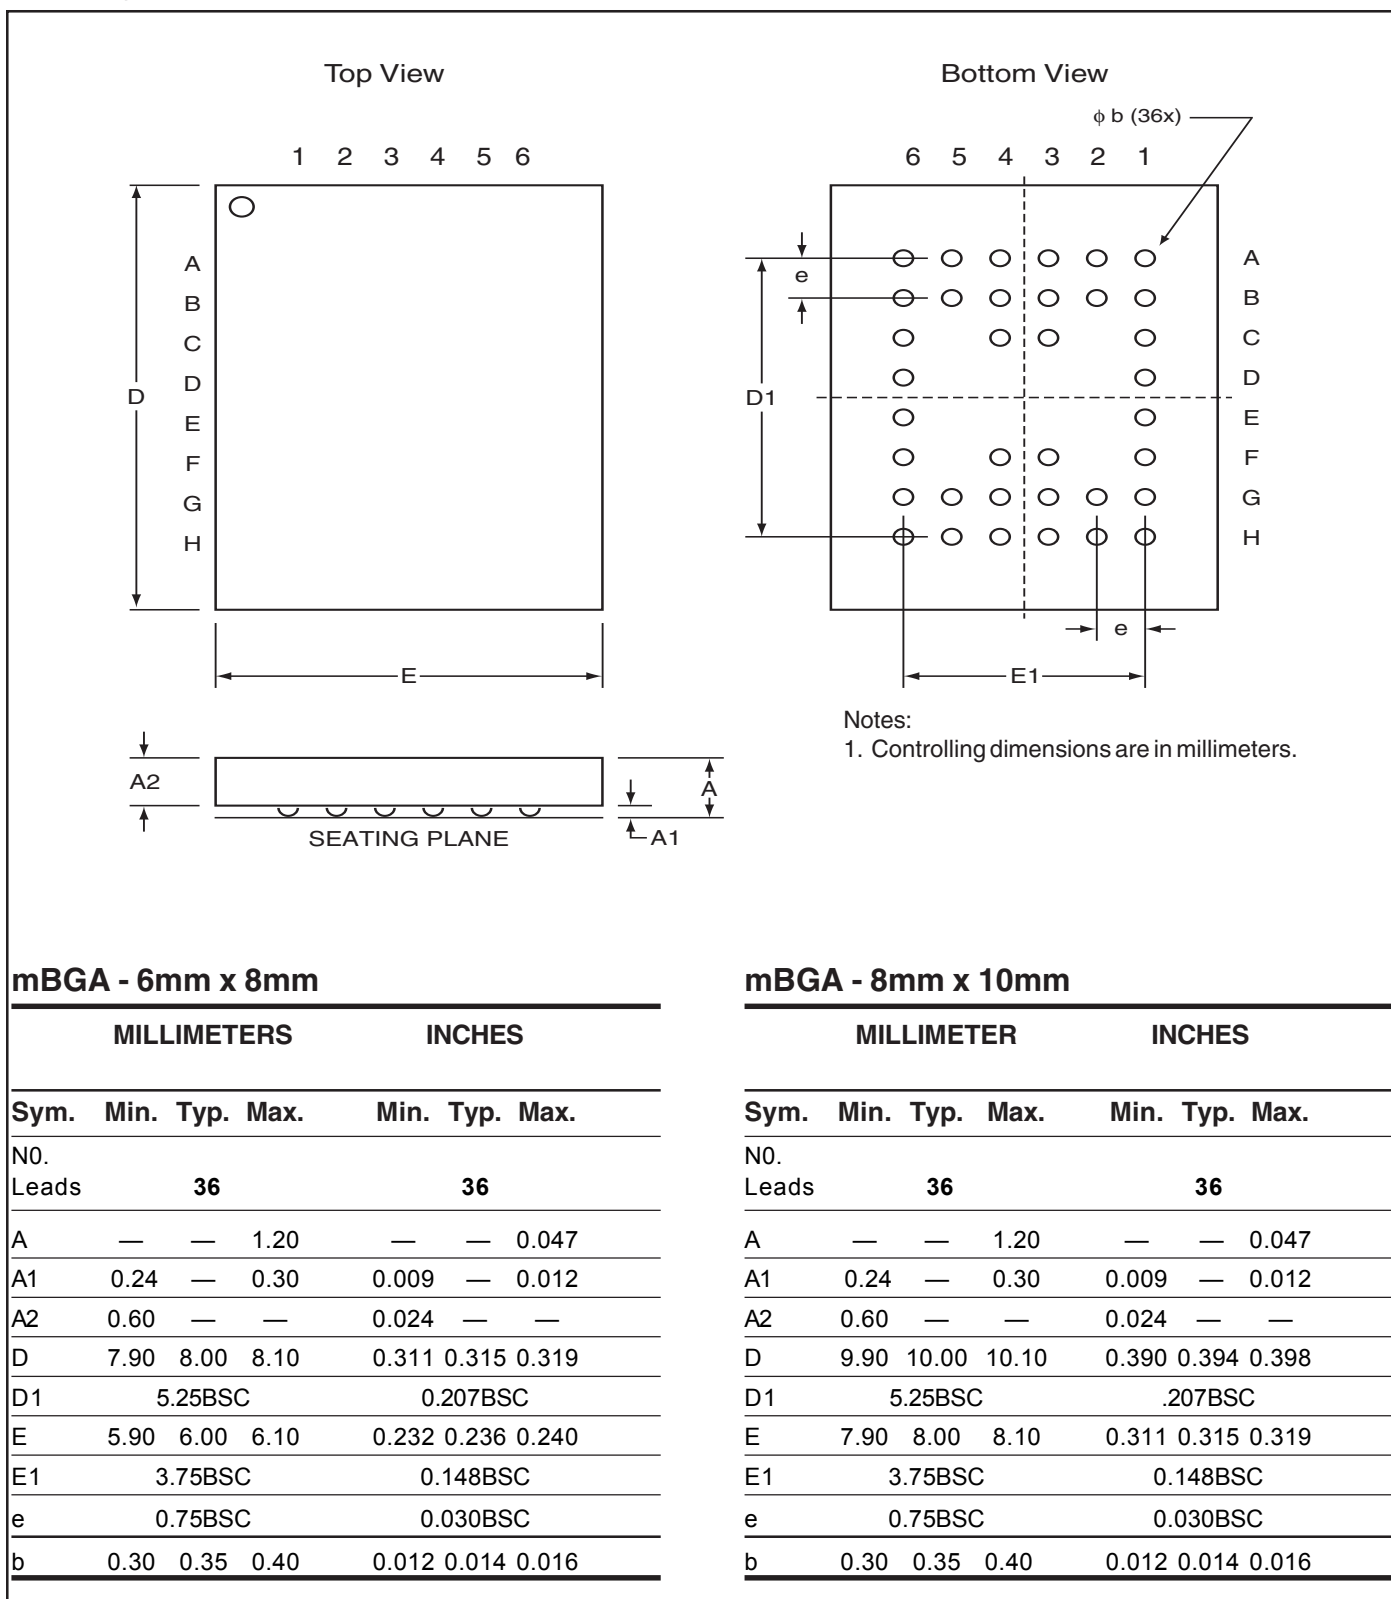 Top View
1 2 3 4 5 6
A
B
C
D
E
F
G
H
D
E
A2
A
A1
SEATING PLANE
Bottom View
ϕ b (36x)
6 5 4 3 2 1
e
D1
A
B
C
D
E
F
G
H
e
E1
Notes:
1. Controlling dimensions are in millimeters.
mBGA - 6mm x 8mm
MILLIMETERS INCHES
Sym. Min. Typ. Max. Min. Typ. Max.
N0.
Leads 36 36
A — — 1.20 — — 0.047
A1 0.24 — 0.30 0.009 — 0.012
A2 0.60 — — 0.024 — —
D 7.90 8.00 8.10 0.311 0.315 0.319
D1 5.25BSC 0.207BSC
E 5.90 6.00 6.10 0.232 0.236 0.240
E1 3.75BSC 0.148BSC
e 0.75BSC 0.030BSC
b 0.30 0.35 0.40 0.012 0.014 0.016
mBGA - 8mm x 10mm
MILLIMETER INCHES
Sym. Min. Typ. Max. Min. Typ. Max.
N0.
Leads 36 36
A — — 1.20 — — 0.047
A1 0.24 — 0.30 0.009 — 0.012
A2 0.60 — — 0.024 — —
D 9.90 10.00 10.10 0.390 0.394 0.398
D1 5.25BSC .207BSC
E 7.90 8.00 8.10 0.311 0.315 0.319
E1 3.75BSC 0.148BSC
e 0.75BSC 0.030BSC
b 0.30 0.35 0.40 0.012 0.014 0.016